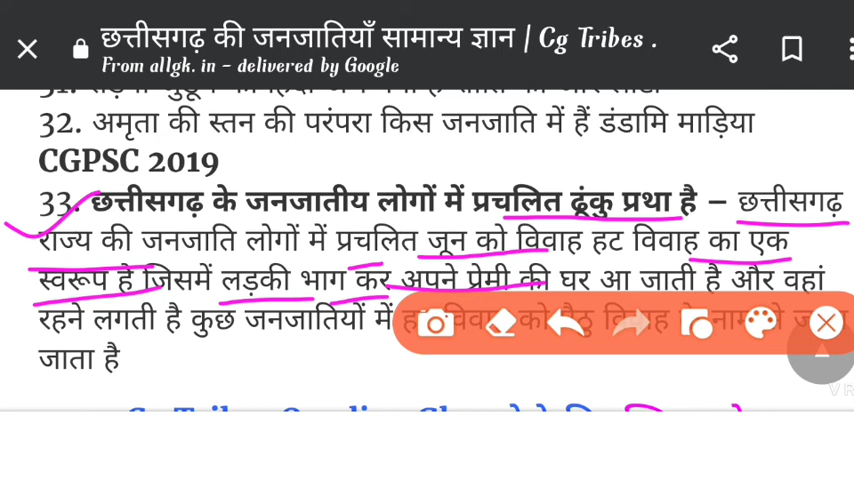 छत्तीसगढ़ की जनजातियाँ सामान्य ज्ञान | Cg Tribes .
From allgk. in - delivered by Google
32. अमृता की स्तन की परंपरा किस जनजाति में हैं डंडामि माड़िया
CGPSC 2019
33. छत्तीसगढ़ के जनजातीय लोगों में प्रचलित ढूंकु प्रथा है – छत्तीसगढ़
राज्य की जनजाति लोगों में प्रचलित जून को विवाह हट विवाह का एक
स्वरूप है जिसमें लड़की भाग कर अपने प्रेमी की घर आ जाती है और वहां
रहने लगती है कुछ जनजातियों में
जाता है